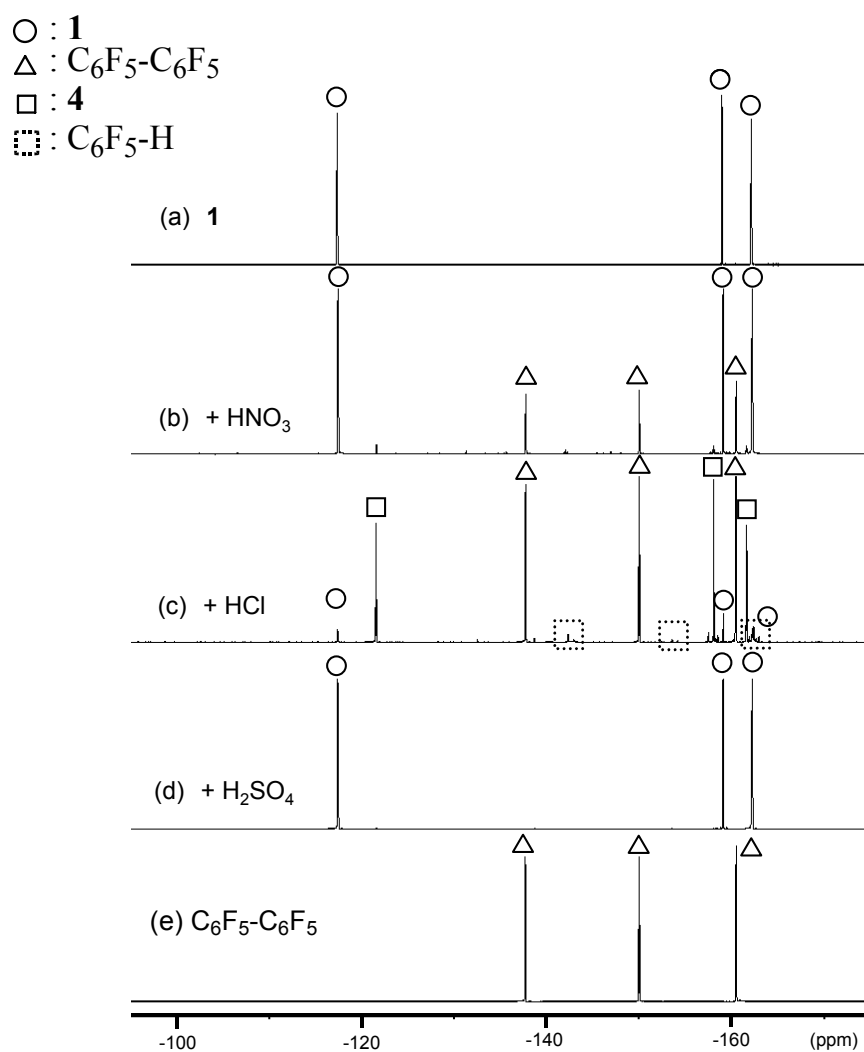 : 1
: C₆F₅-C₆F₅
: 4
: C₆F₅-H
(a) 1
(b) + HNO₃
(c) + HCl
(d) + H₂SO₄
(e) C₆F₅-C₆F₅
-100 -120 -140 -160 (ppm)